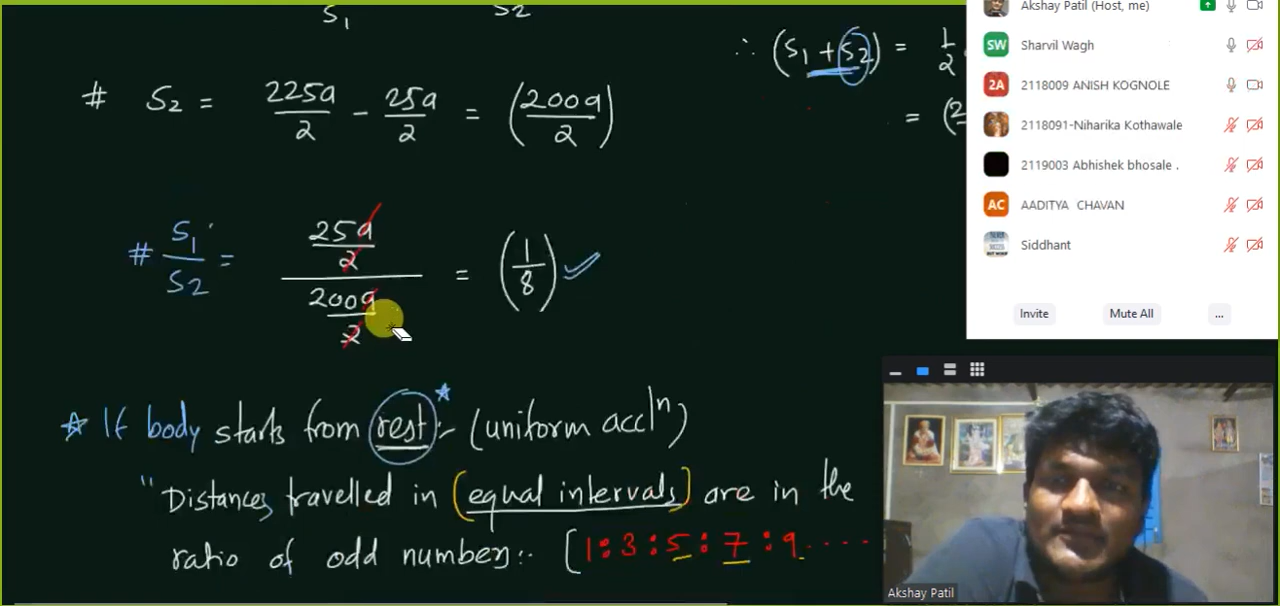 S1 S2
∴ (S1 + S2) = 1/2
# S2 = 225a/2 - 25a/2 = (200a/2)
= (2
# S1/S2 = 25a/2 / 200a/2 = (1/8) ✓
☆ If body starts from rest* :- (uniform accl^n)
"Distances travelled in (equal intervals) are in the
ratio of odd number:- [1:3:5:7:9.....
Akshay Patil (Host, me)
SW Sharvil Wagh
2A 2118009 ANISH KOGNOLE
2118091-Niharika Kothawale
2119003 Abhishek bhosale .
AC AADITYA CHAVAN
Siddhant
Invite Mute All ...
Akshay Patil